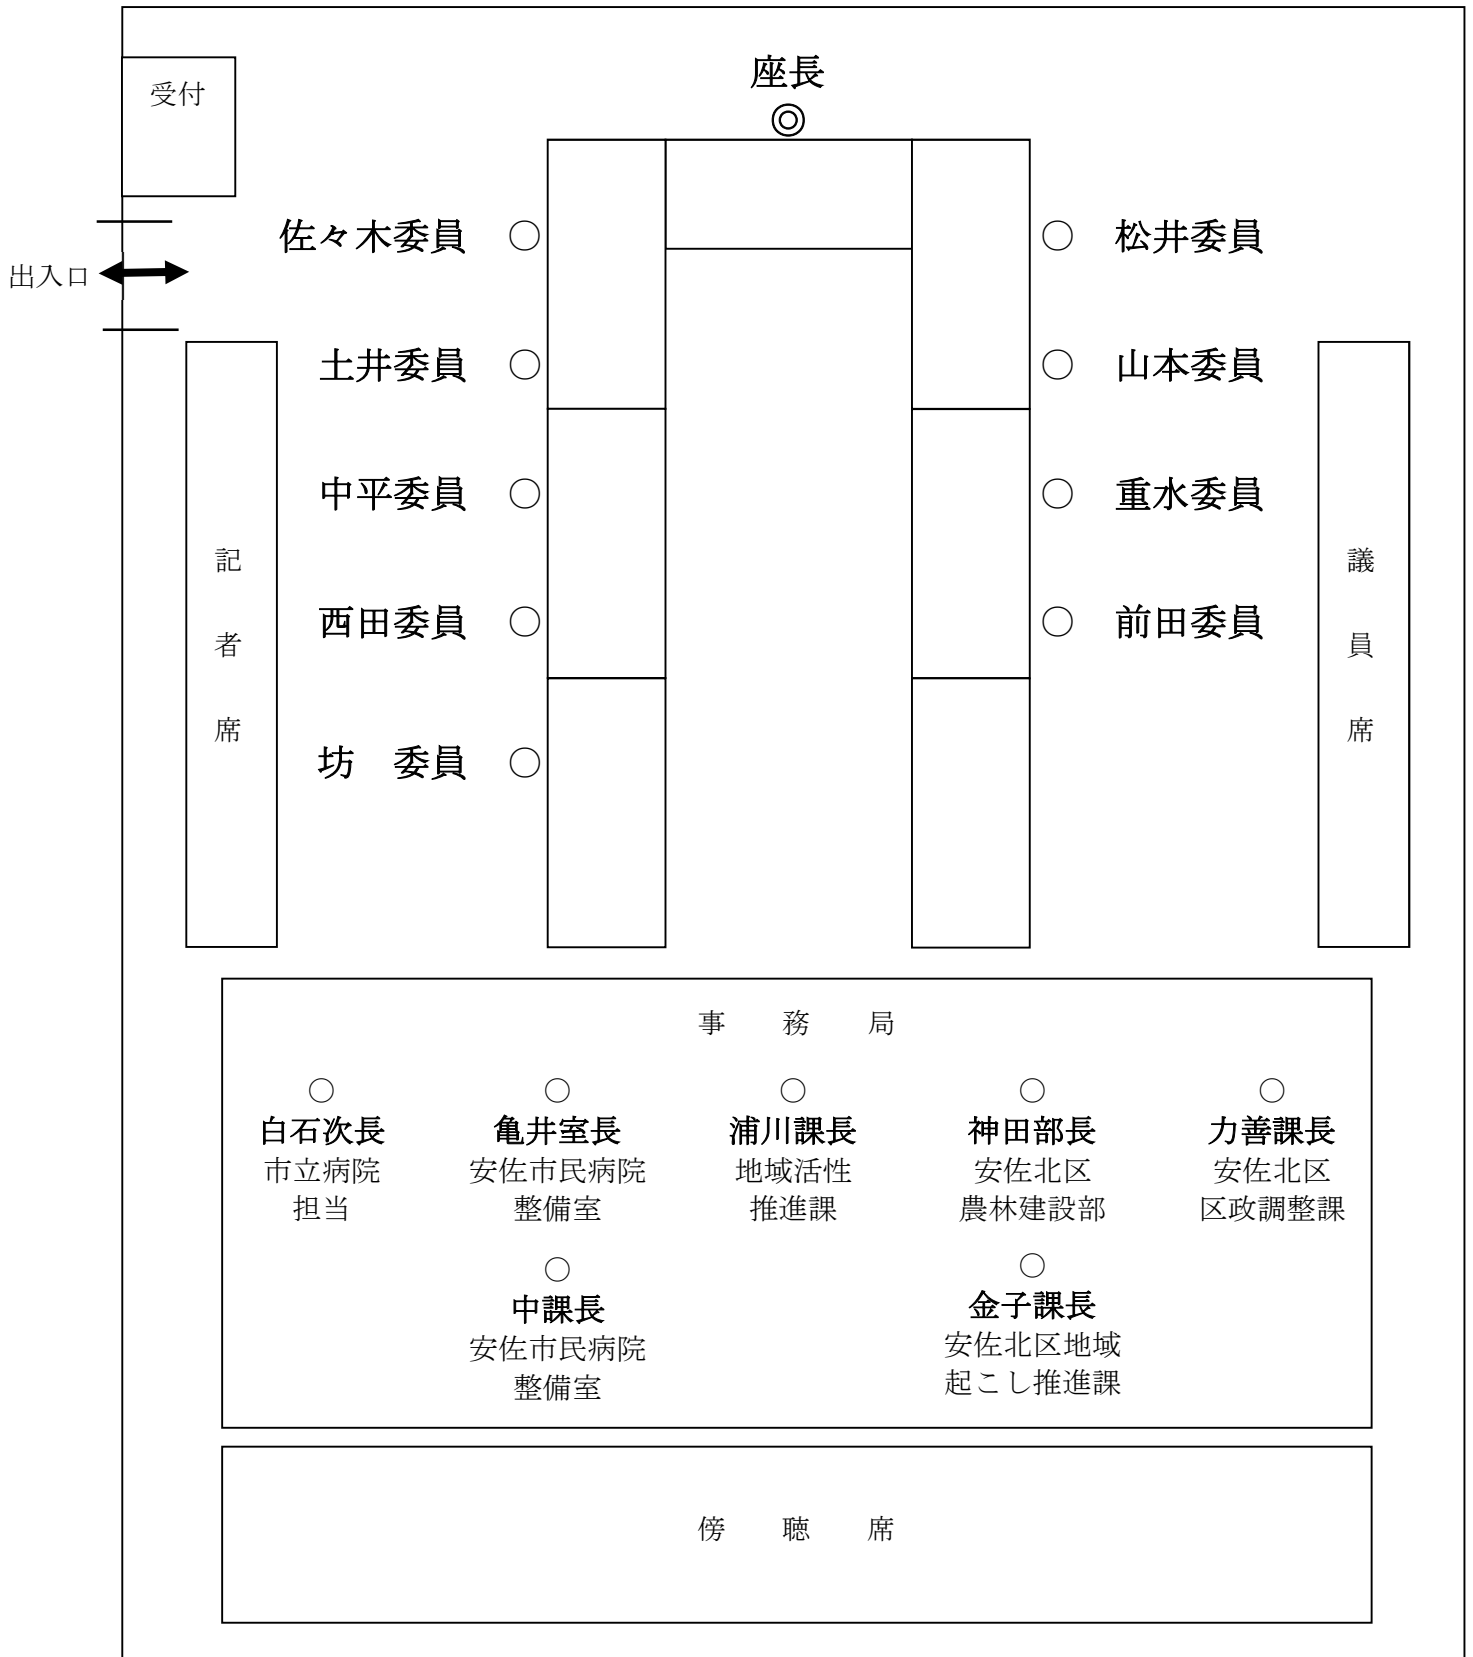 座長
受付
佐々木委員
松井委員
出入口
土井委員
山本委員
中平委員
重水委員
記者席
議員席
西田委員
前田委員
坊　委員
事　務　局
白石次長
市立病院
担当
亀井室長
安佐市民病院
整備室
浦川課長
地域活性
推進課
神田部長
安佐北区
農林建設部
力善課長
安佐北区
区政調整課
中課長
安佐市民病院
整備室
金子課長
安佐北区地域
起こし推進課
傍　聴　席